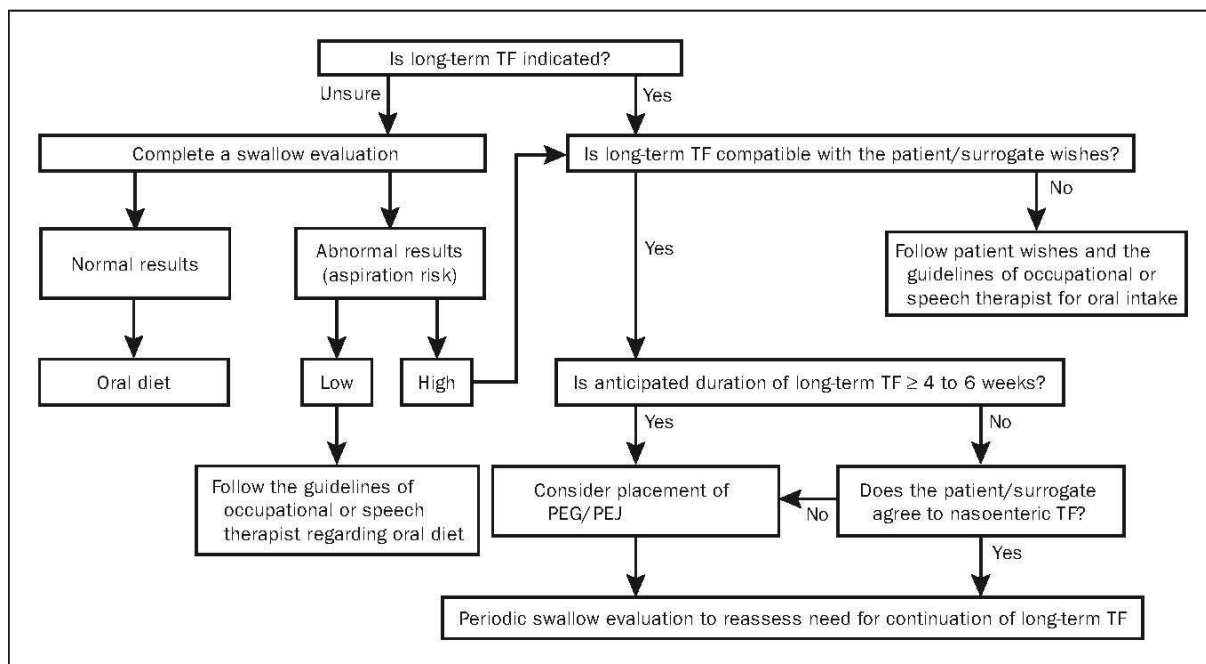 Is long-term TF indicated?
Unsure
Yes
Complete a swallow evaluation
Is long-term TF compatible with the patient/surrogate wishes?
No
Normal results
Abnormal results
(aspiration risk)
Yes
Follow patient wishes and the
guidelines of occupational or
speech therapist for oral intake
Oral diet
Low
High
Is anticipated duration of long-term TF ≥ 4 to 6 weeks?
Yes
No
Follow the guidelines of
occupational or speech
therapist regarding oral diet
Consider placement of
PEG/PEJ
No
Does the patient/surrogate
agree to nasoenteric TF?
Yes
Periodic swallow evaluation to reassess need for continuation of long-term TF